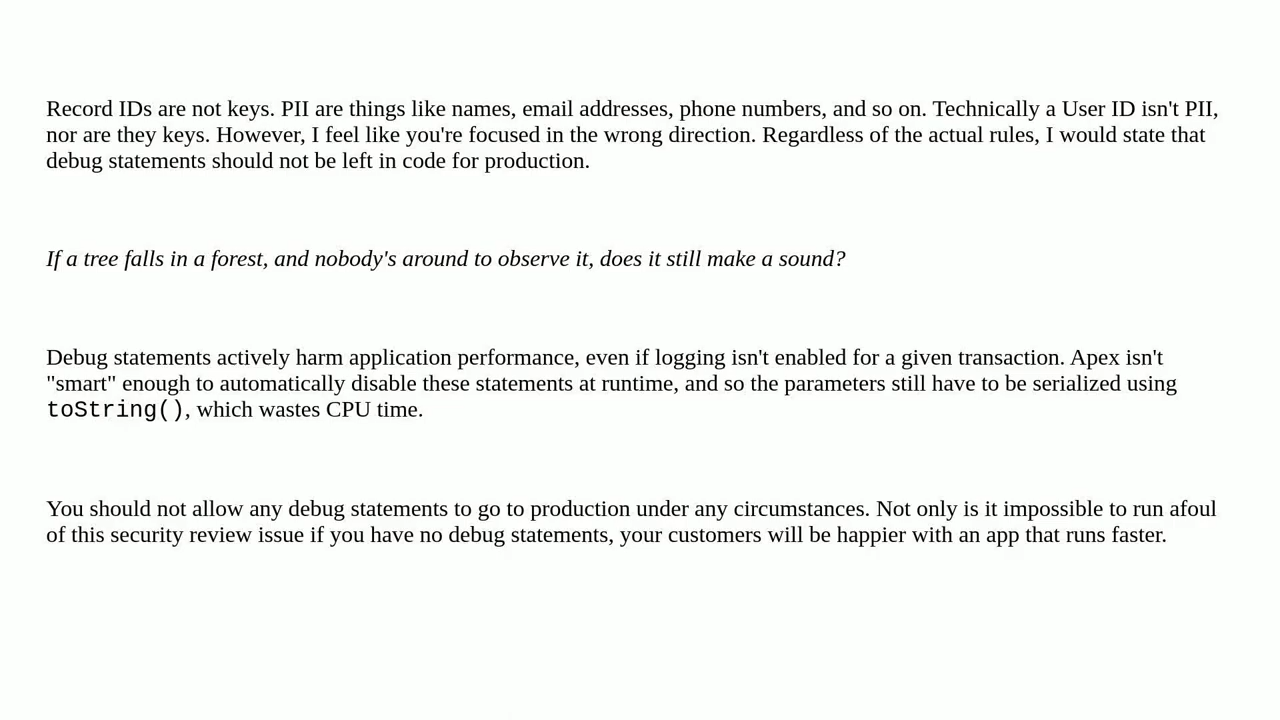 Record IDs are not keys. PII are things like names, email addresses, phone numbers, and so on. Technically a User ID isn't PII,
nor are they keys. However, I feel like you're focused in the wrong direction. Regardless of the actual rules, I would state that
debug statements should not be left in code for production.
If a tree falls in a forest, and nobody's around to observe it, does it still make a sound?
Debug statements actively harm application performance, even if logging isn't enabled for a given transaction. Apex isn't
"smart" enough to automatically disable these statements at runtime, and so the parameters still have to be serialized using
toString(), which wastes CPU time.
You should not allow any debug statements to go to production under any circumstances. Not only is it impossible to run afoul
of this security review issue if you have no debug statements, your customers will be happier with an app that runs faster.